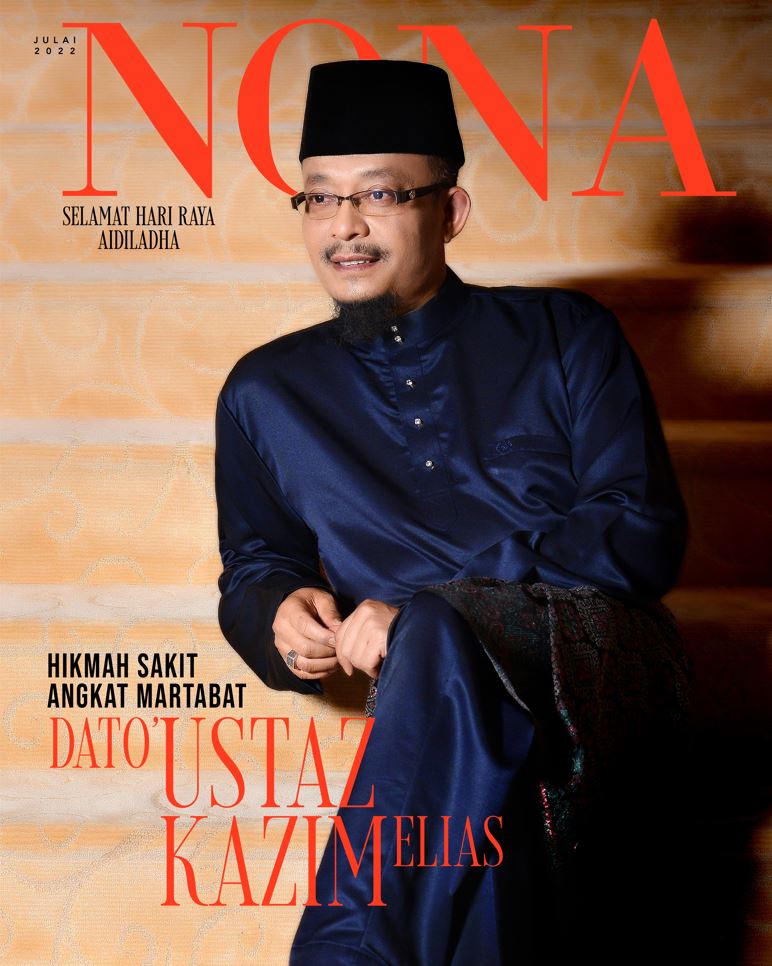 JULAI
2022
NONA
SELAMAT HARI RAYA
AIDILADHA
HIKMAH SAKIT
ANGKAT MARTABAT
DATO' USTAZ
KAZIM ELIAS